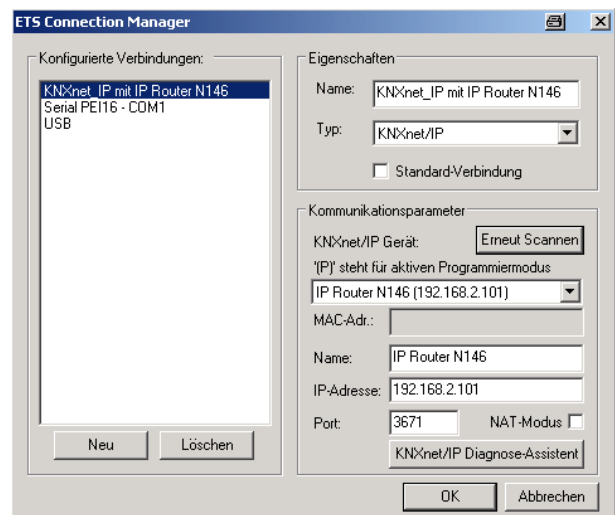 ETS Connection Manager
Konfigurierte Verbindungen:
KNXnet_IP mit IP Router N146
Serial PEI16 - COM1
USB
Neu
Löschen
Eigenschaften
Name: KNXnet_IP mit IP Router N146
Typ: KNXnet/IP
Standard-Verbindung
Kommunikationsparameter
KNXnet/IP Gerät: Erneut Scannen
'(P)' steht für aktiven Programmiermodus
IP Router N146 (192.168.2.101)
MAC-Adr.:
Name: IP Router N146
IP-Adresse: 192.168.2.101
Port: 3671 NAT-Modus
KNXnet/IP Diagnose-Assistent
OK
Abbrechen